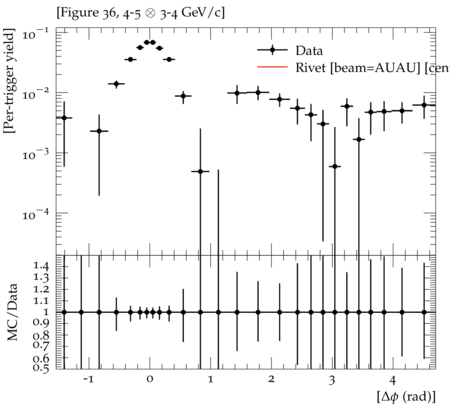 [Figure 36, 4-5 ⊗ 3-4 GeV/c]
[Per-trigger yield]
10⁻¹
10⁻²
10⁻³
10⁻⁴
Data
Rivet [beam=AUAU] [cen
MC/Data
1.4
1.3
1.2
1.1
1
0.9
0.8
0.7
0.6
0.5
-1 0 1 2 3 4
[Δϕ (rad)]